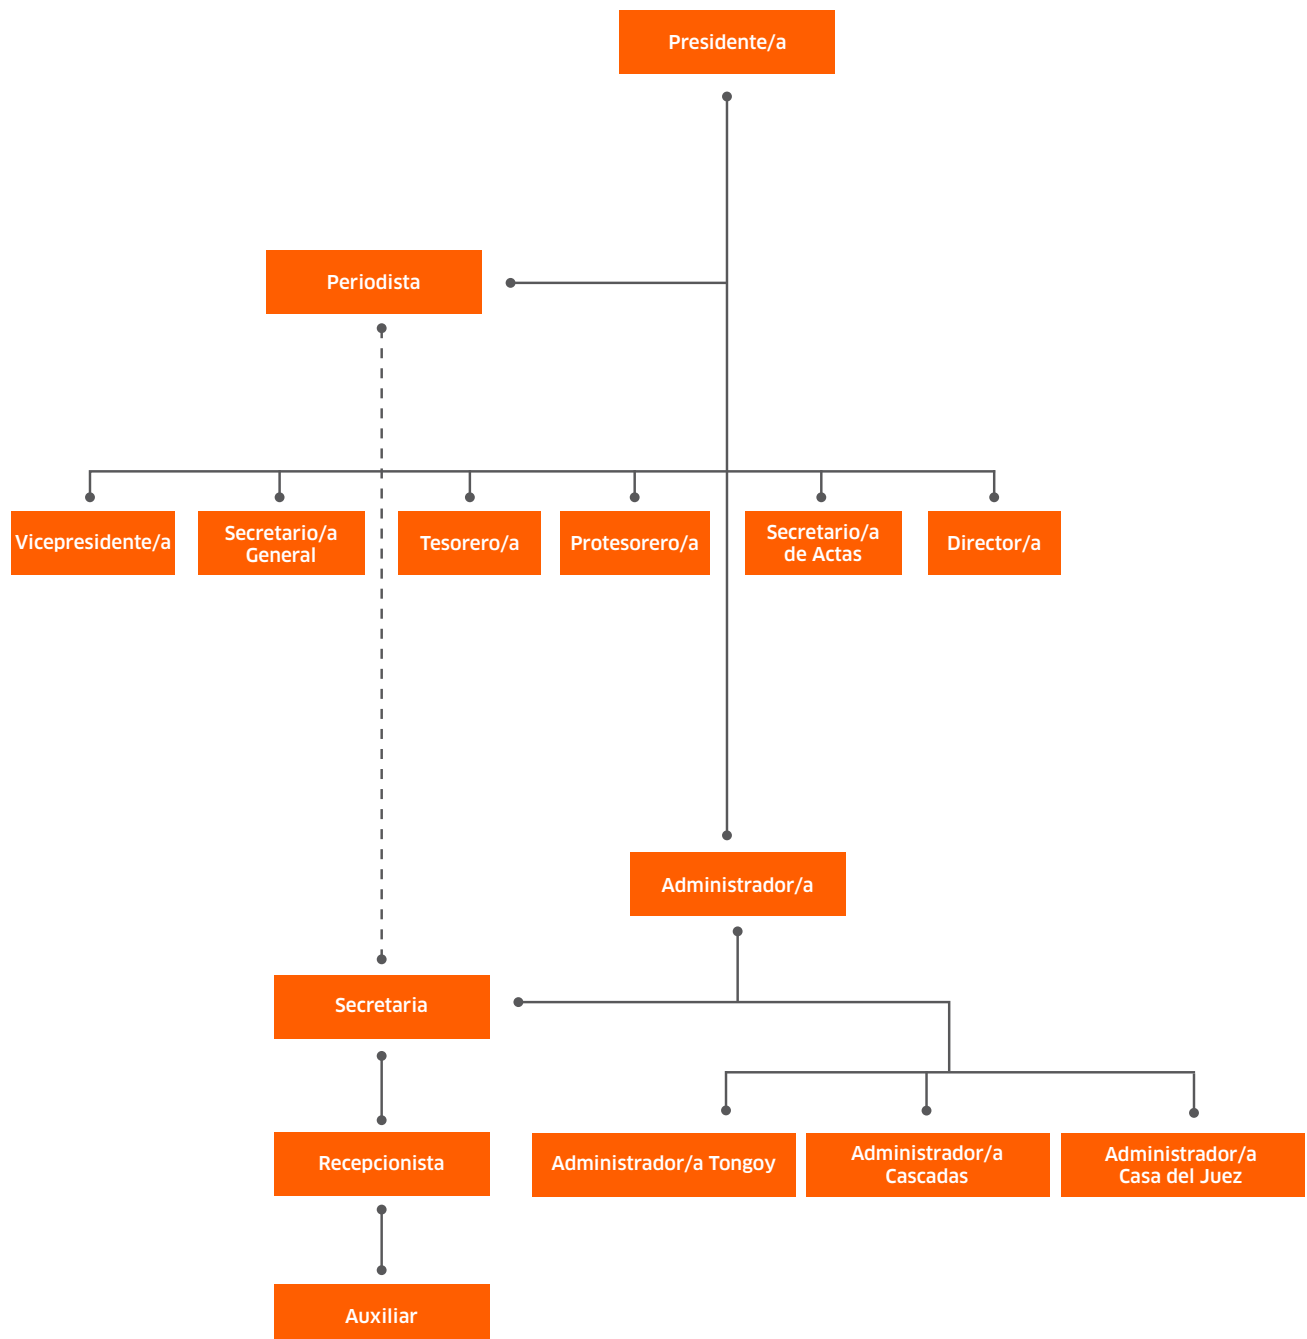 Presidente/a
Periodista
Vicepresidente/a
Secretario/a
General
Tesorero/a
Protesorero/a
Secretario/a
de Actas
Director/a
Administrador/a
Secretaria
Recepcionista
Administrador/a Tongoy
Administrador/a
Cascadas
Administrador/a
Casa del Juez
Auxiliar